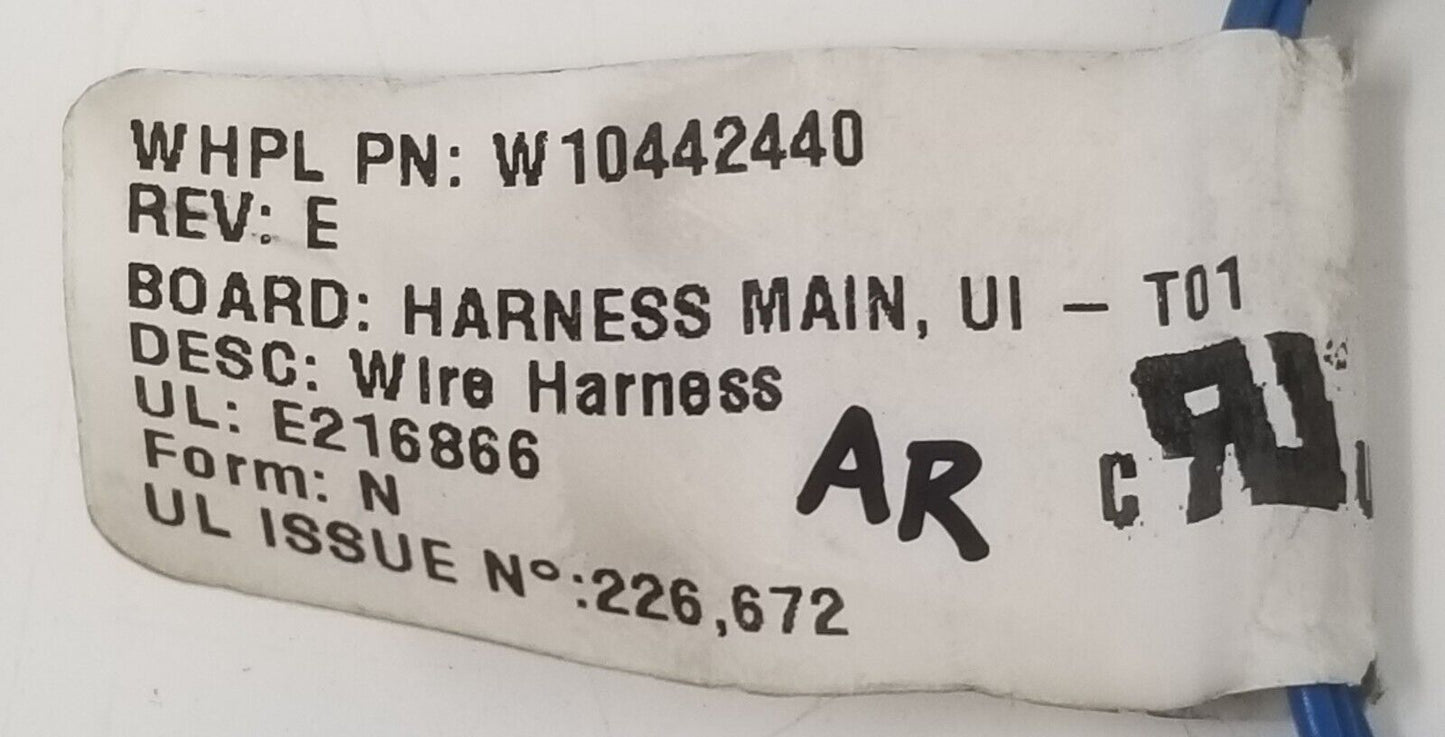 WHPL PN: W10442440
REV: E
BOARD: HARNESS MAIN, UI – T01
DESC: Wire Harness
UL: E216866
Form: N
UL ISSUE Nº:226,672
AR